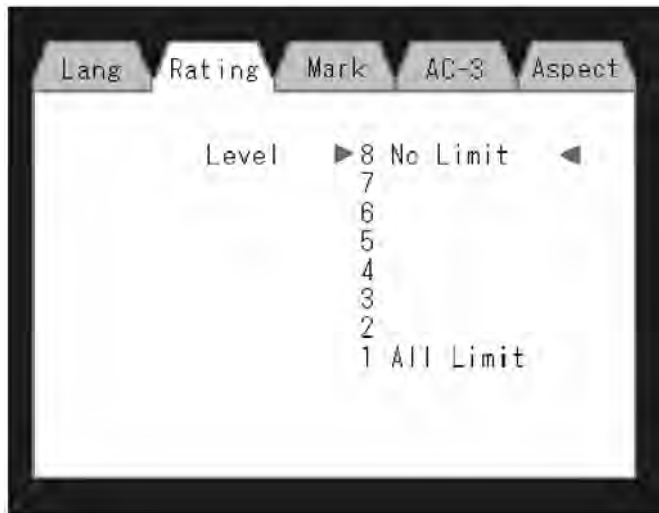 Lang Rating Mark AC-3 Aspect
Level ▶8 No Limit ◀
7
6
5
4
3
2
1 All Limit